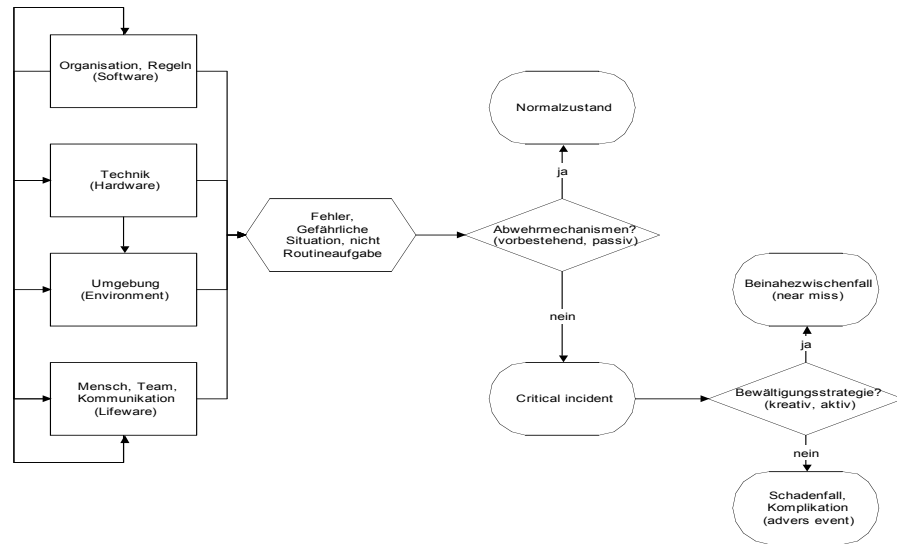 Organisation, Regeln
(Software)
Technik
(Hardware)
Umgebung
(Environment)
Mensch, Team,
Kommunikation
(Lifeware)
Fehler,
Gefährliche
Situation, nicht
Routineaufgabe
Normalzustand
ja
Abwehrmechanismen?
(vorbestehend, passiv)
nein
Critical incident
Beinahezwischenfall
(near miss)
ja
Bewältigungsstrategie?
(kreativ, aktiv)
nein
Schadenfall,
Komplikation
(advers event)